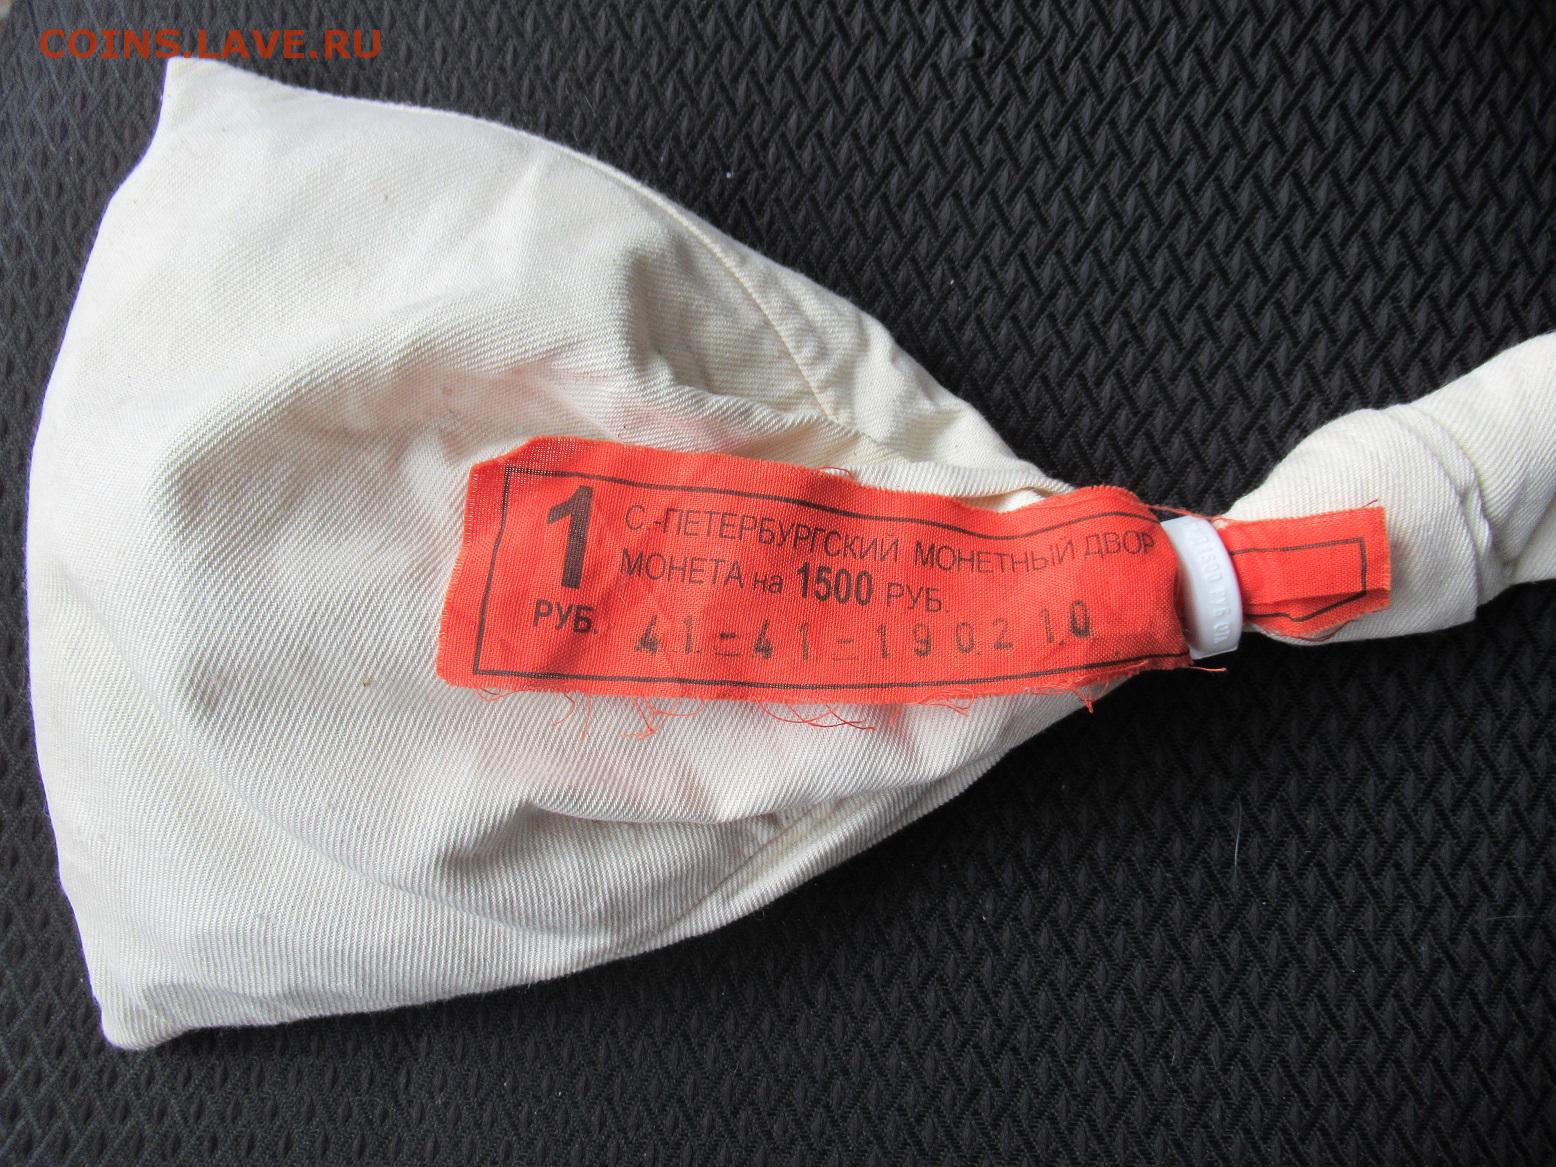 COINS.LAVE.RU
1
РУБ.
С-ПЕТЕРБУРГСКИЙ МОНЕТНЫЙ ДВОР
МОНЕТА на 1500 РУБ.
41=41=190210